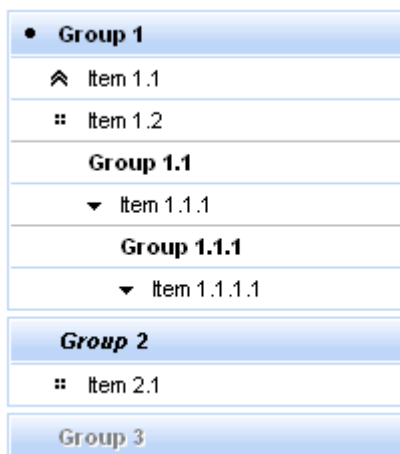 Group 1
Item 1.1
Item 1.2
Group 1.1
Item 1.1.1
Group 1.1.1
Item 1.1.1.1
Group 2
Item 2.1
Group 3